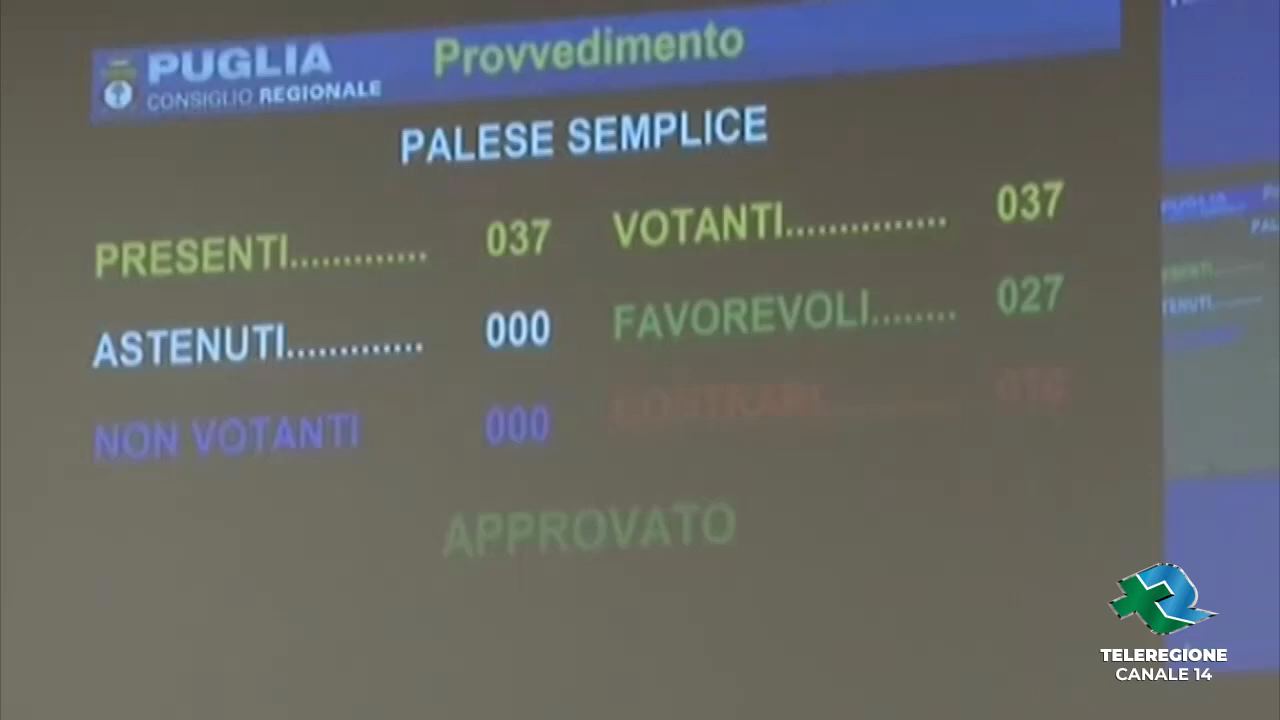 PUGLIA
CONSIGLIO REGIONALE
Provvedimento
PALESE SEMPLICE
PRESENTI............. 037
VOTANTI.............. 037
ASTENUTI............. 000
FAVOREVOLI........ 027
NON VOTANTI 000
CONTRARI
APPROVATO
TELEREGIONE
CANALE 14